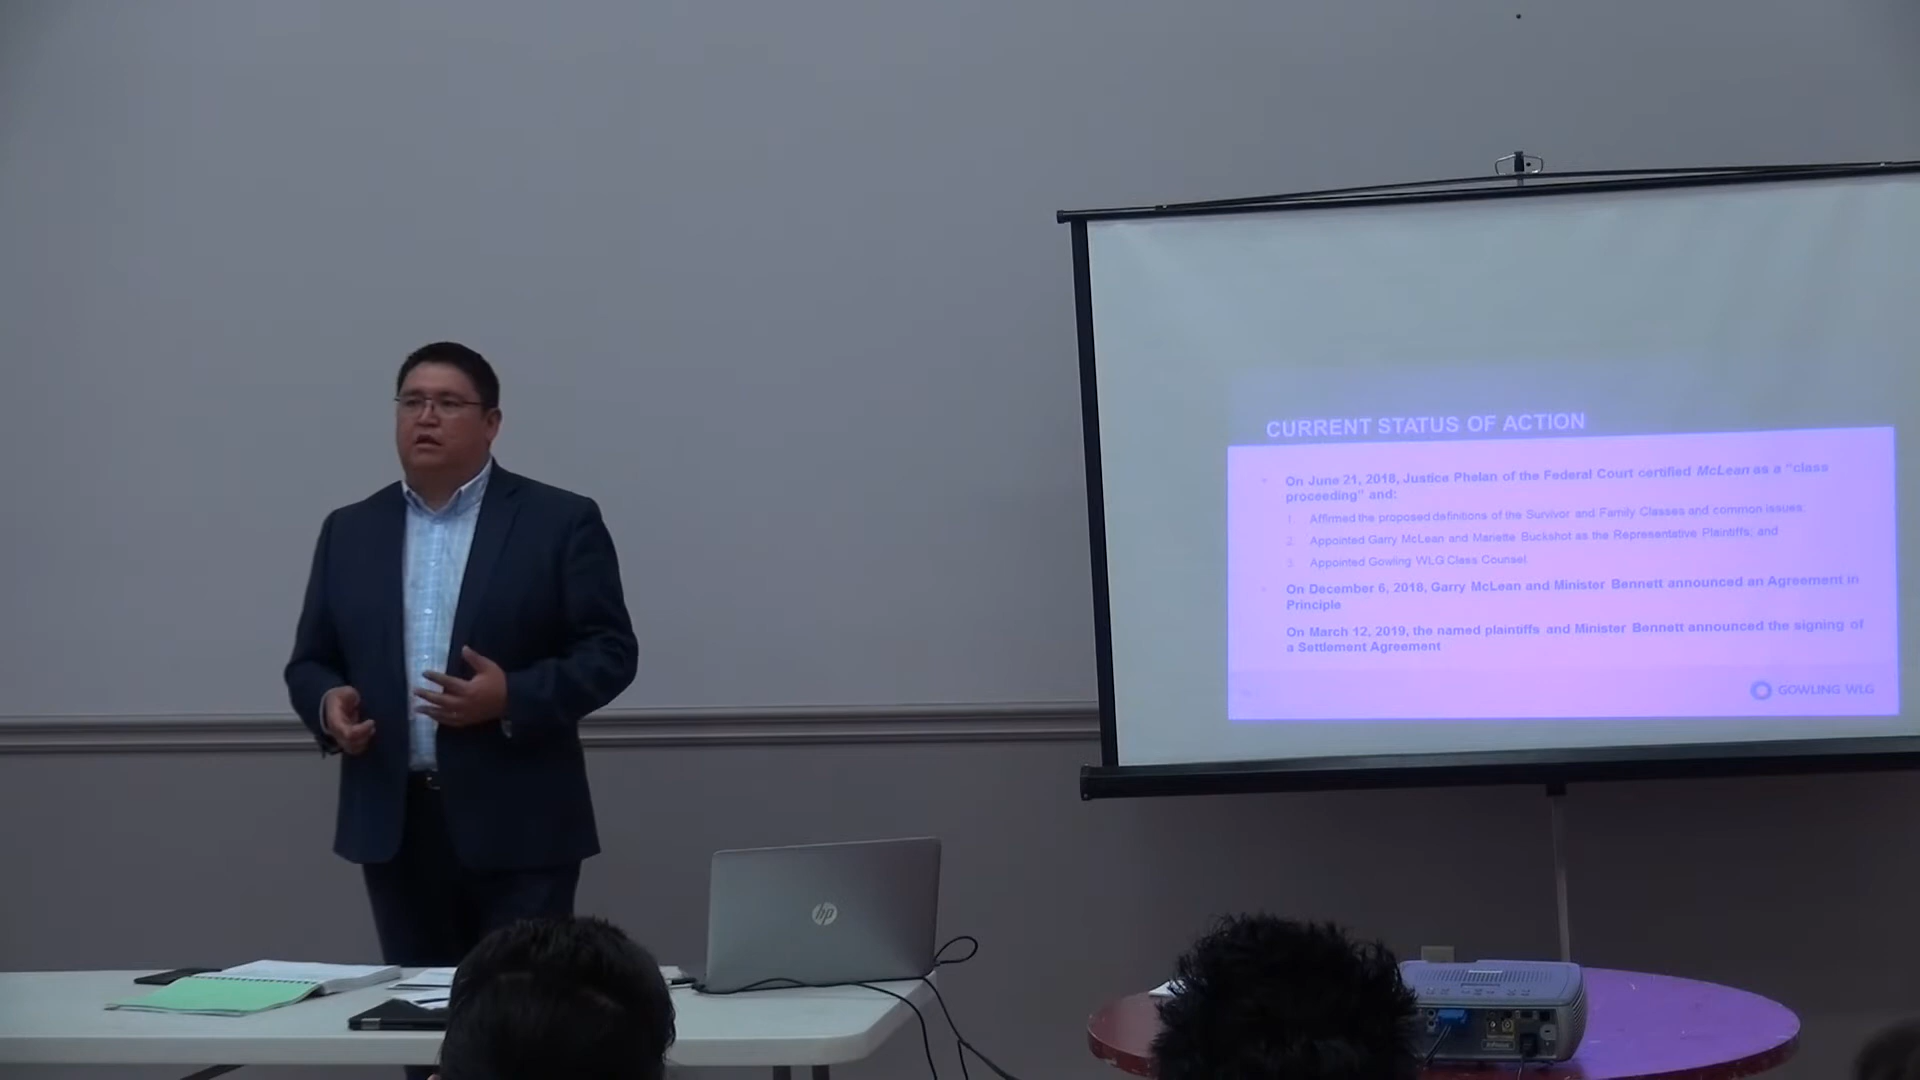 CURRENT STATUS OF ACTION
On June 21, 2018, Justice Phelan of the Federal Court certified McLean as a "class
proceeding" and:
1. Affirmed the proposed definitions of the Survivor and Family Classes and common issues;
2. Appointed Garry McLean and Mariette Buckshot as the Representative Plaintiffs; and
3. Appointed Gowling WLG Class Counsel.
On December 6, 2018, Garry McLean and Minister Bennett announced an Agreement in
Principle
On March 12, 2019, the named plaintiffs and Minister Bennett announced the signing of
a Settlement Agreement
GOWLING WLG
hp